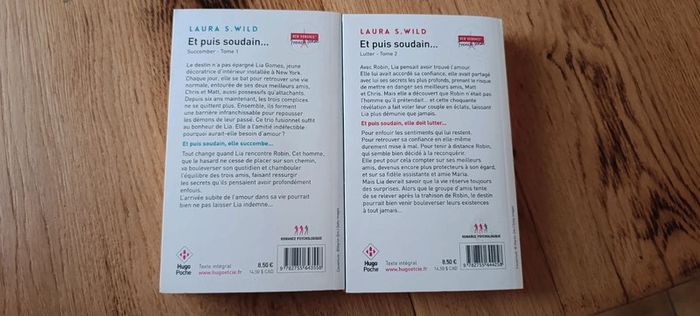 LAURA S. WILD
Et puis soudain...
Succomber - Tome 1
NEW ROMANCE
Le destin n'a pas épargné Lia Gomes, jeune
décoratrice d'intérieur installée à New York.
Chaque jour, elle se bat pour retrouver une vie
normale, entourée de ses deux meilleurs amis,
Chris et Matt, aussi possessifs qu'attachants.
Depuis six ans maintenant, les trois complices
ne se quittent plus. Ensemble, ils forment
une barrière infranchissable pour repousser
les démons de leur passé. Ce trio fusionnel suffit
au bonheur de Lia. Elle a l'amitié indéfectible
pourquoi aurait-elle besoin d'amour ?
Et puis soudain, elle succombe...
Tout change quand Lia rencontre Robin. Cet homme,
que le hasard ne cesse de placer sur son chemin,
va bouleverser son quotidien et chambouler
l'équilibre des trois amis, faisant ressurgir
les secrets qu'ils pensaient avoir profondément
enfouis.
L'arrivée subite de l'amour dans sa vie pourrait
bien ne pas laisser Lia indemne...
ROMANCE PSYCHOLOGIQUE
Hugo
Poche
Texte intégral
8.50 €
www.hugoetcie.fr
14,50 $ CAD
9 782755 643558
LAURA S. WILD
Et puis soudain...
Lutter - Tome 2
NEW ROMANCE
Avec Robin, Lia pensait avoir trouvé l'amour.
Elle lui avait accordé sa confiance, elle avait partagé
avec lui ses secrets les plus profonds, prenant le risque
de mettre en danger ses meilleurs amis, Matt
et Chris. Mais elle a découvert que Robin n'était pas
l'homme qu'il prétendait... et cette choquante
révélation a fait voler leur couple en éclats, laissant
Lia plus démunie que jamais.
Et puis soudain, elle doit lutter...
Pour enfouir les sentiments qui lui restent.
Pour retrouver sa confiance en elle-même
durement mise à mal. Pour tenir à distance Robin,
qui semble bien décidé à la reconquérir.
Elle peut pour cela compter sur ses meilleurs
amis, devenus encore plus protecteurs à son égard,
et sur sa fidèle assistante et amie Maria.
Mais Lia devrait savoir que la vie réserve toujours
des surprises. Alors que le groupe d'amis tente
de se relever après la trahison de Robin, le destin
pourrait bien venir bouleverser leurs existences
à tout jamais...
ROMANCE PSYCHOLOGIQUE
Hugo
Poche
Texte intégral
8.50 €
www.hugoetcie.fr
14,50 $ CAD
9 782755 644258